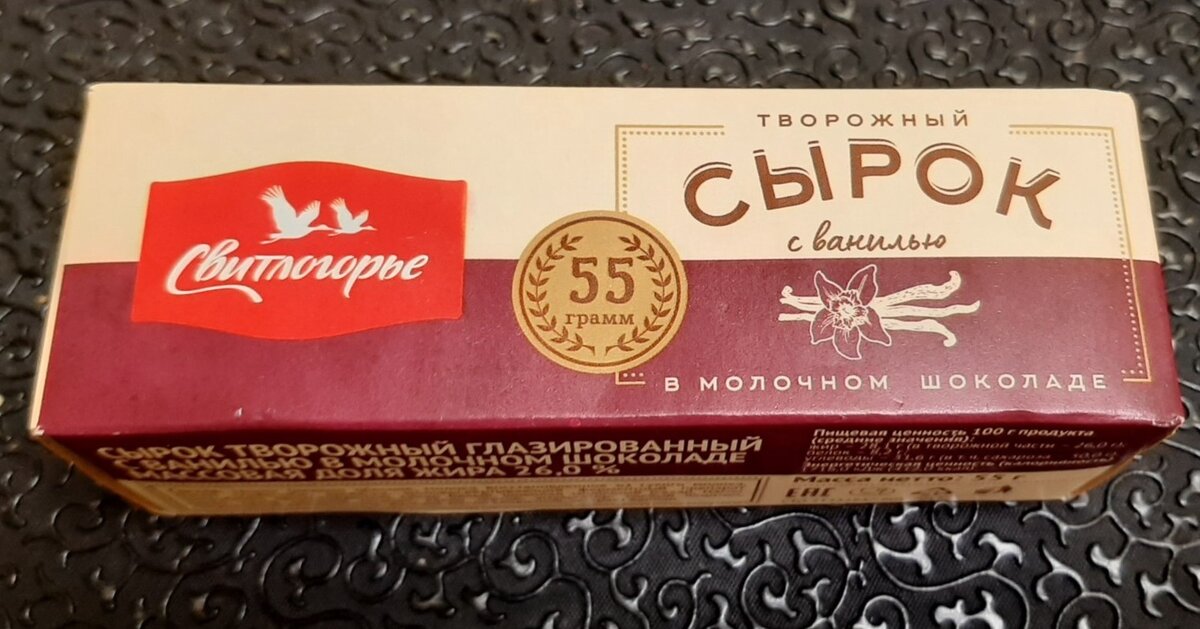 Свитлогорье
55
грамм
ТВОРОЖНЫЙ
СЫРОК
с ванилью
В МОЛОЧНОМ ШОКОЛАДЕ
СЫРОК ТВОРОЖНЫЙ ГЛАЗИРОВАННЫЙ
С ВАНИЛЬЮ В МОЛОЧНОМ ШОКОЛАДЕ
МАССОВАЯ ДОЛЯ ЖИРА 26.0 %
Пищевая ценность 100 г продукта
(средние значения):
Масса нетто: 55 г
ЕАС